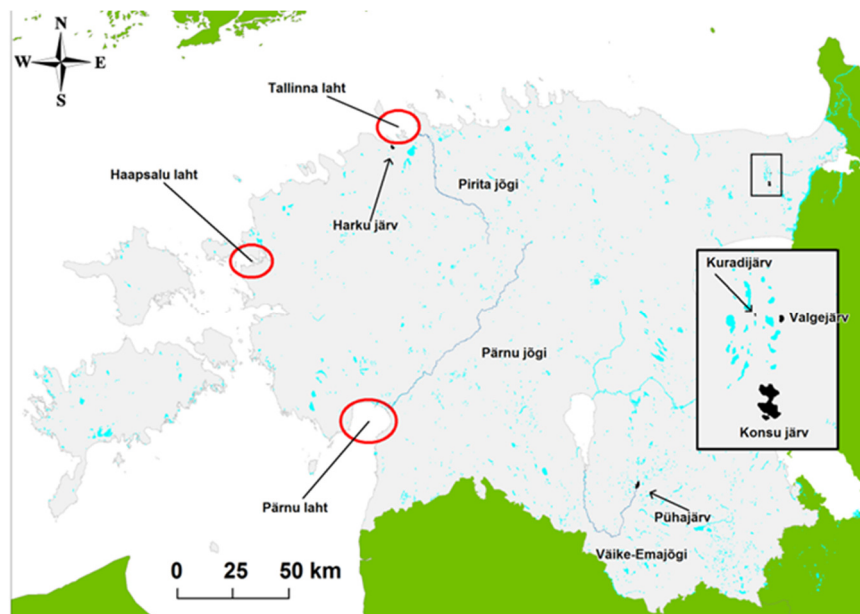 N
W E
S
Tallinna laht
Haapsalu laht
Pirita jõgi
Harku järv
Kuradijärv
Valgejärv
Pärnu jõgi
Konsu järv
Pärnu laht
Pühajärv
Väike-Emajõgi
0 25 50 km